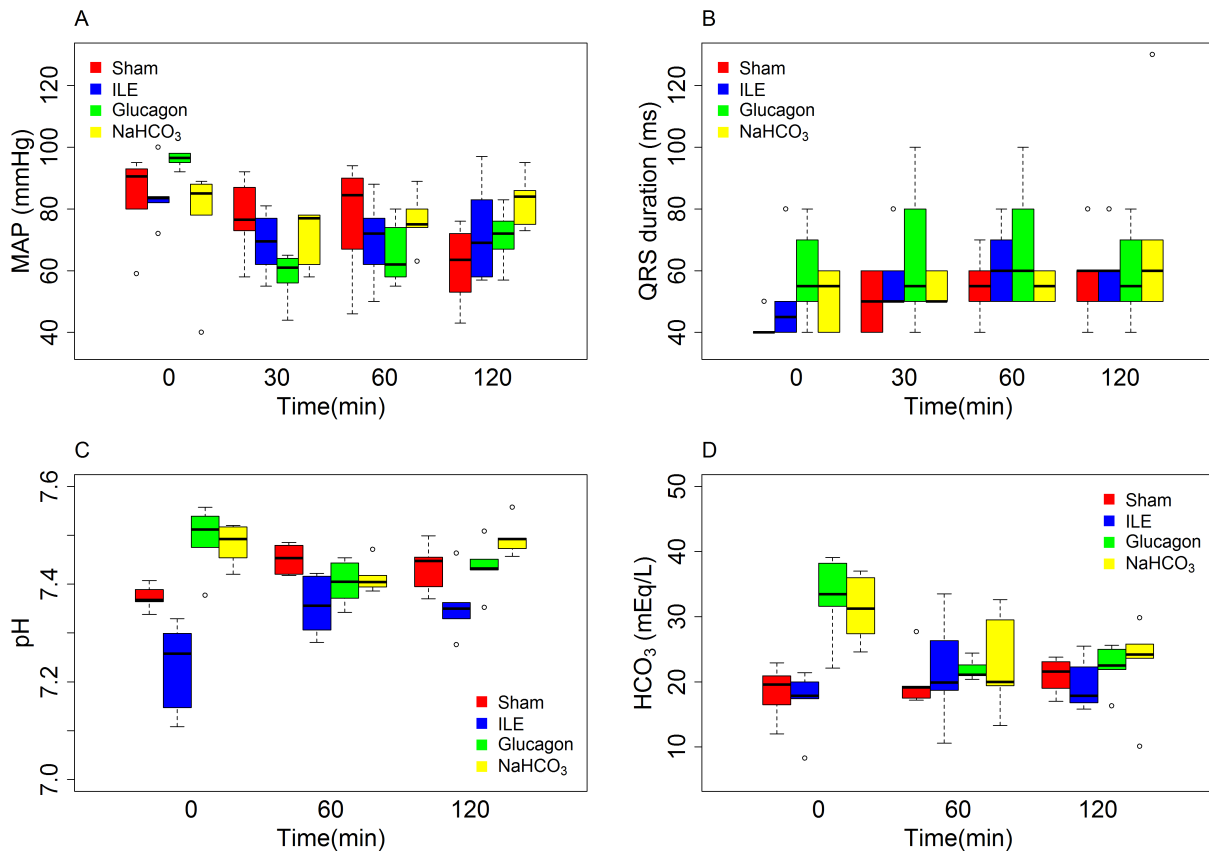 A
MAP (mmHg)
40 60 80 100 120
Sham
ILE
Glucagon
NaHCO₃
0 30 60 120
Time(min)
B
QRS duration (ms)
40 60 80 100 120
Sham
ILE
Glucagon
NaHCO₃
0 30 60 120
Time(min)
C
pH
7.0 7.2 7.4 7.6
Sham
ILE
Glucagon
NaHCO₃
0 60 120
Time(min)
D
HCO₃ (mEq/L)
10 20 30 40 50
Sham
ILE
Glucagon
NaHCO₃
0 60 120
Time(min)